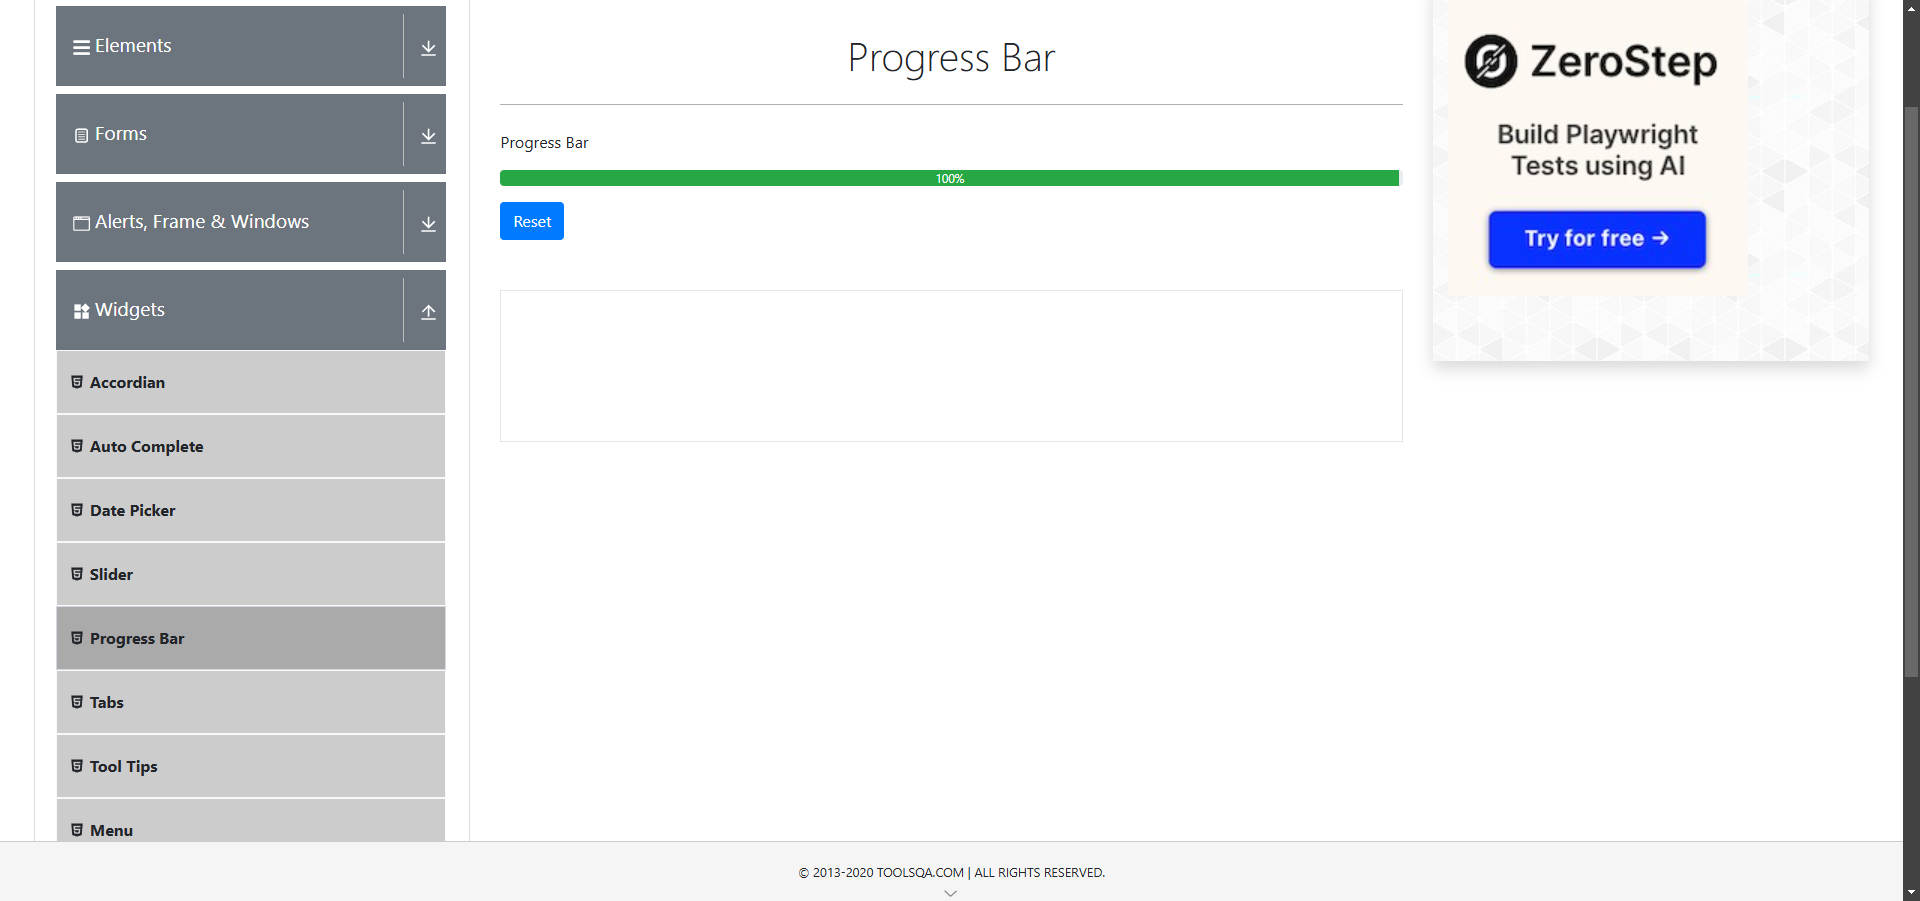 Elements
Forms
Alerts, Frame & Windows
Widgets
Accordian
Auto Complete
Date Picker
Slider
Progress Bar
Tabs
Tool Tips
Menu
Progress Bar
Progress Bar
100%
Reset
ZeroStep
Build Playwright
Tests using AI
Try for free →
© 2013-2020 TOOLSQA.COM | ALL RIGHTS RESERVED.